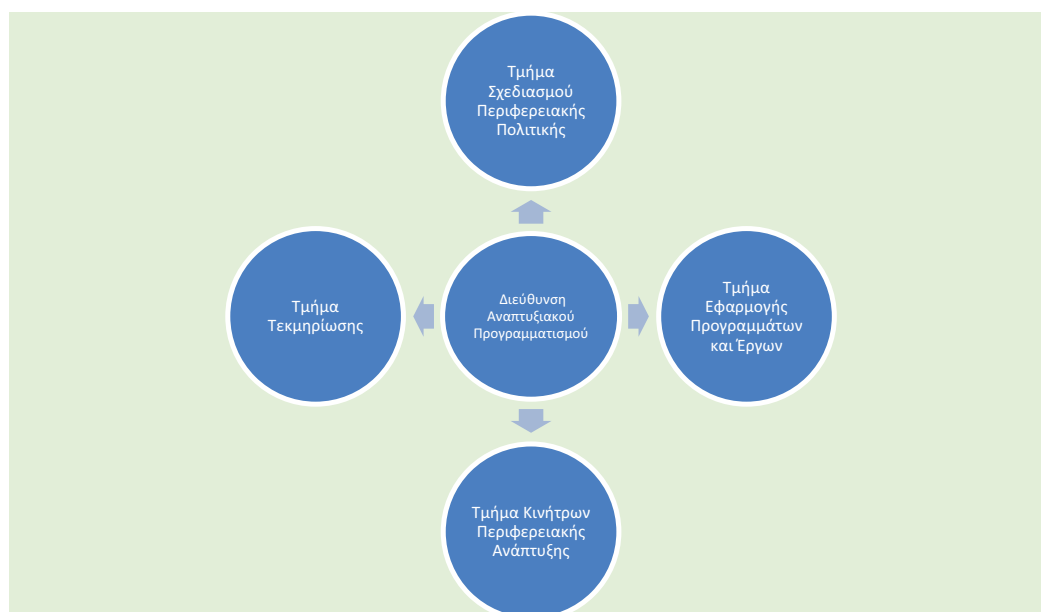 Τμήμα
Σχεδιασμού
Περιφερειακής
Πολιτικής
Τμήμα
Τεκμηρίωσης
Διεύθυνση
Αναπτυξιακού
Προγραμματισμού
Τμήμα
Εφαρμογής
Προγραμμάτων
και Έργων
Τμήμα Κινήτρων
Περιφερειακής
Ανάπτυξης